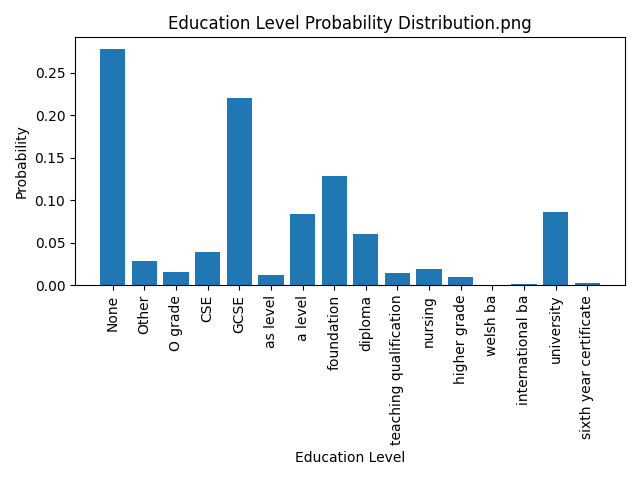 Education Level Probability Distribution.png
Probability
0.25
0.20
0.15
0.10
0.05
0.00
None
Other
O grade
CSE
GCSE
as level
a level
foundation
diploma
teaching qualification
nursing
higher grade
welsh ba
international ba
university
sixth year certificate
Education Level